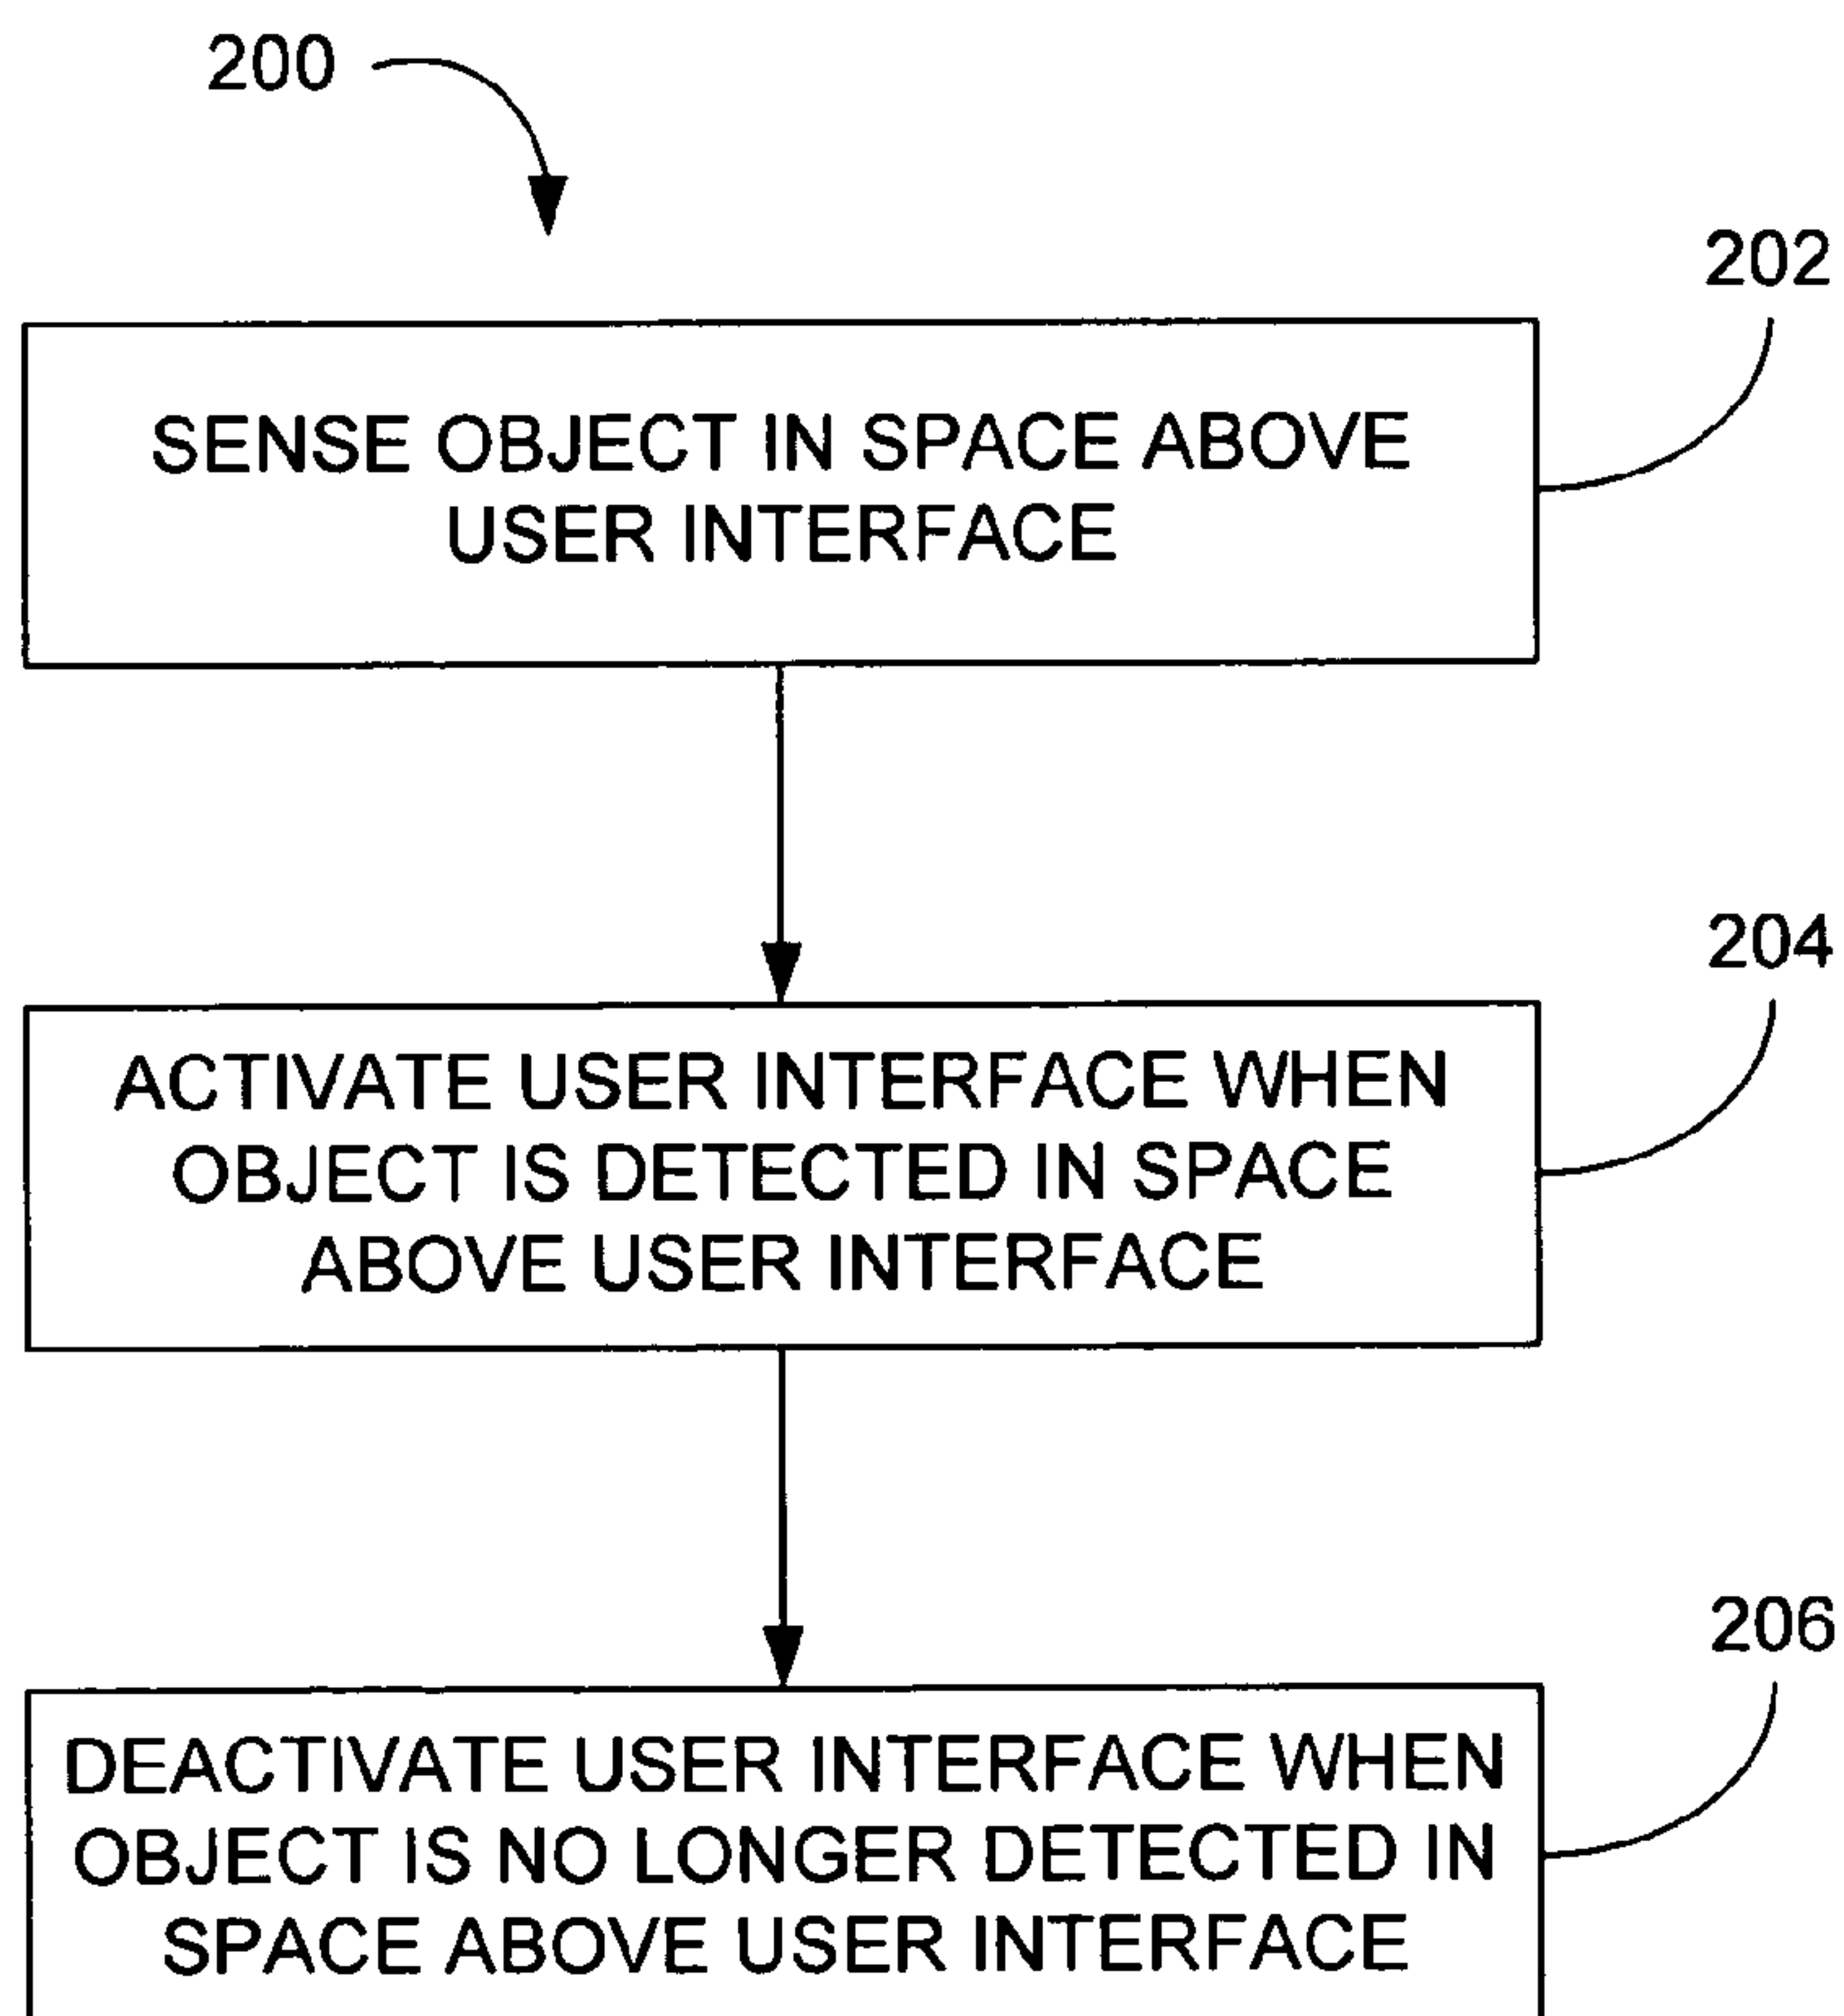 200
202
SENSE OBJECT IN SPACE ABOVE
USER INTERFACE
204
ACTIVATE USER INTERFACE WHEN
OBJECT IS DETECTED IN SPACE
ABOVE USER INTERFACE
206
DEACTIVATE USER INTERFACE WHEN
OBJECT IS NO LONGER DETECTED IN
SPACE ABOVE USER INTERFACE